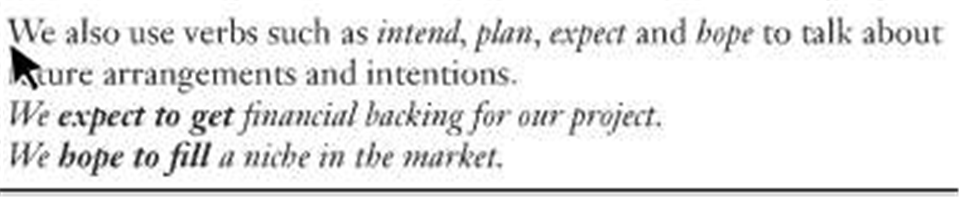 We also use verbs such as intend, plan, expect and hope to talk about
future arrangements and intentions.
We expect to get financial backing for our project.
We hope to fill a niche in the market.